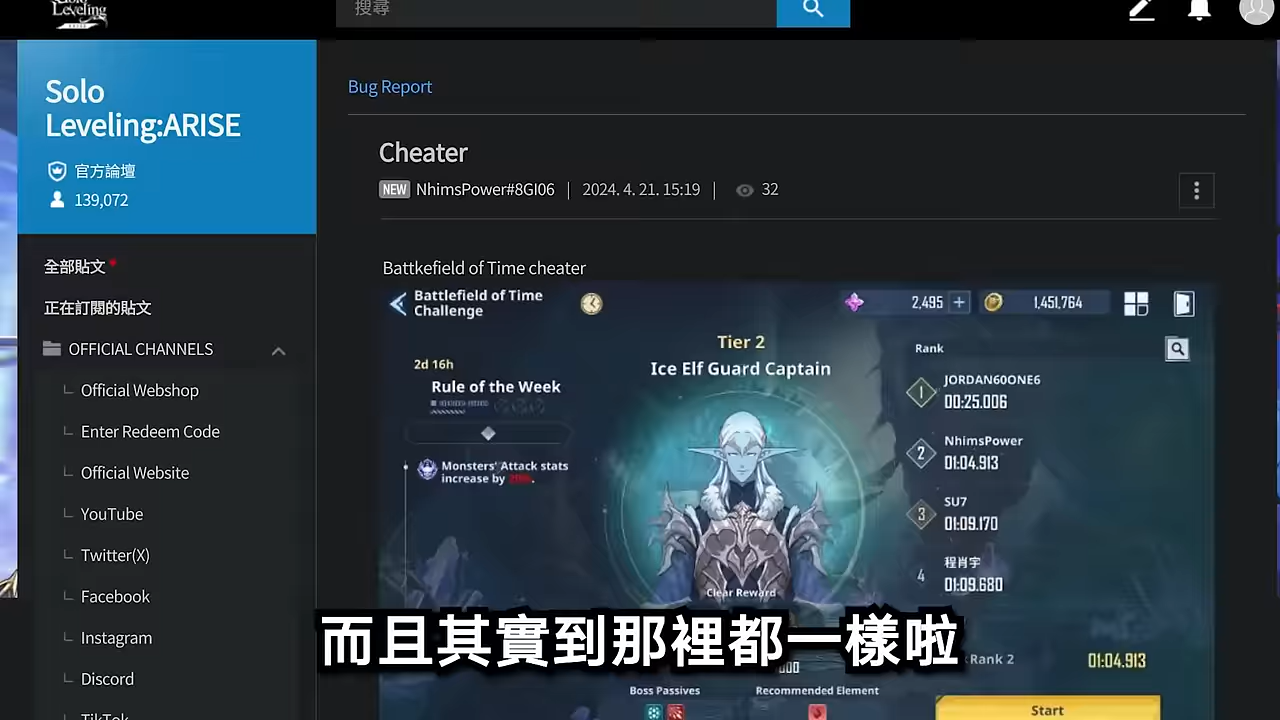 Solo
Leveling
ARISE
搜尋
Solo
Leveling:ARISE
官方論壇
139,072
全部貼文
正在訂閱的貼文
OFFICIAL CHANNELS
Official Webshop
Enter Redeem Code
Official Website
YouTube
Twitter(X)
Facebook
Instagram
Discord
TikTok
Bug Report
Cheater
NEW NhimsPower#8GI06 | 2024. 4. 21. 15:19 | 32
Battkefield of Time cheater
Battlefield of Time
Challenge
2,495
1,451,764
2d 16h
Rule of the Week
Monsters' Attack stats
increase by
Tier 2
Ice Elf Guard Captain
Clear Reward
Rank
1 JORDAN60ONE6
00:25.006
2 NhimsPower
01:04.913
3 SU7
01:09.170
4 程肖宇
01:09.680
而且其實到那裡都一樣啦
Rank 2 01:04.913
Boss Passives
Recommended Element
Start